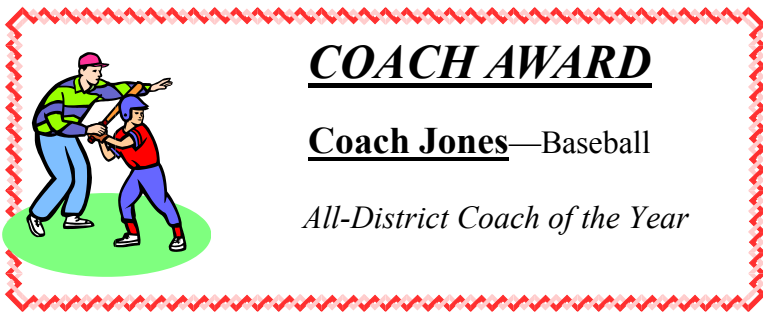 COACH AWARD
Coach Jones—Baseball
All-District Coach of the Year